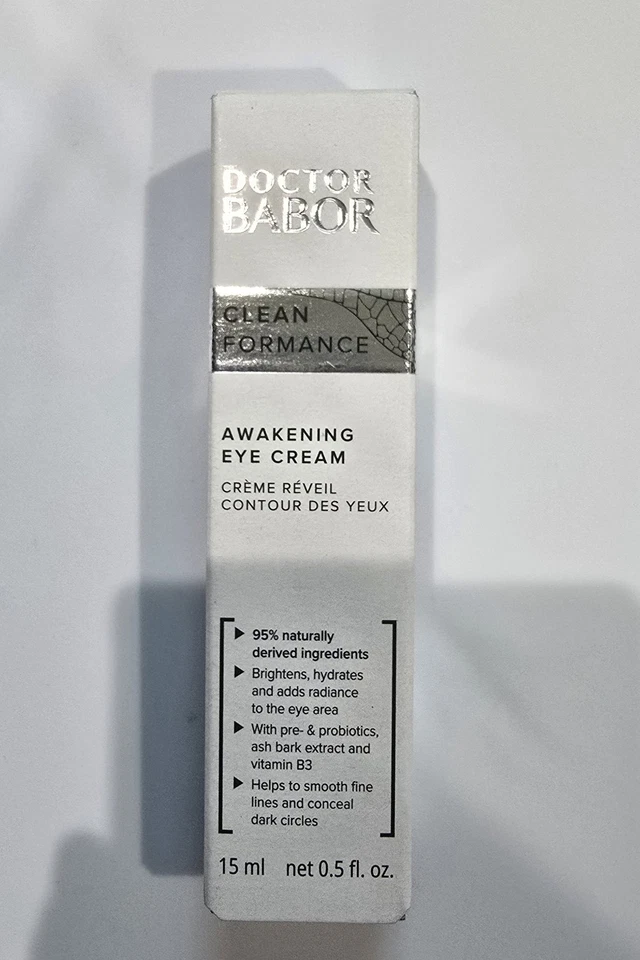 DOCTOR
BABOR
CLEAN
FORMANCE
AWAKENING
EYE CREAM
CRÈME RÉVEIL
CONTOUR DES YEUX
95% naturally
derived ingredients
Brightens, hydrates
and adds radiance
to the eye area
With pre- & probiotics,
ash bark extract and
vitamin B3
Helps to smooth fine
lines and conceal
dark circles
15 ml net 0.5 fl. oz.